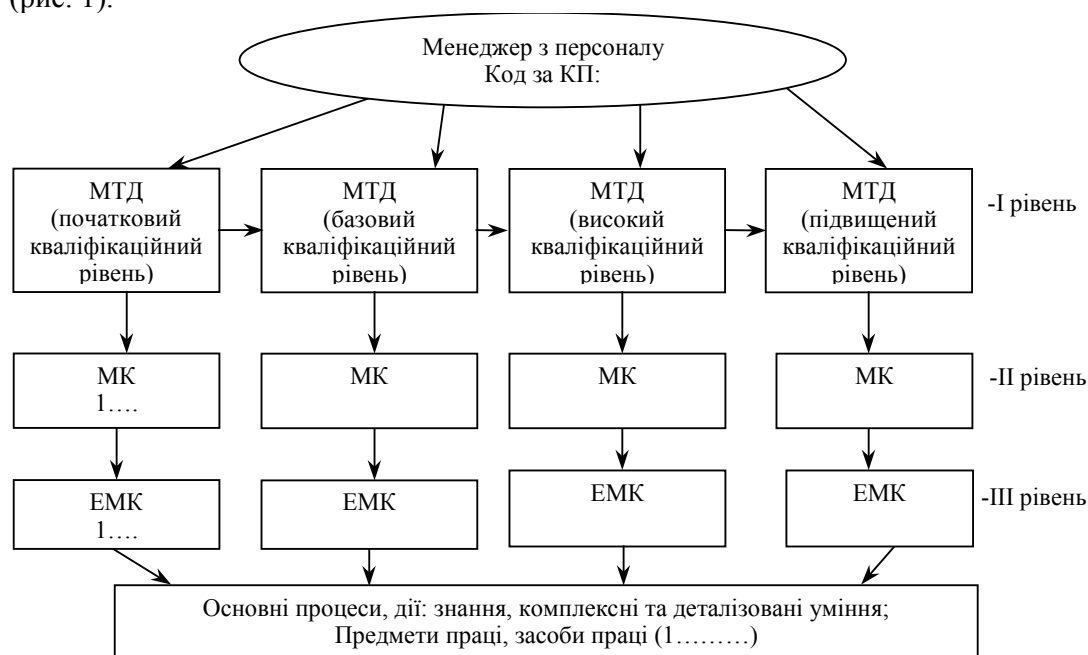 (рис. 1).
Менеджер з персоналу
Код за КП:
МТД
(початковий
кваліфікаційний
рівень)
МТД
(базовий
кваліфікаційний
рівень)
МТД
(високий
кваліфікаційний
рівень)
МТД
(підвищений
кваліфікаційний
рівень)
-І рівень
МК
1….
МК
МК
МК
-ІІ рівень
ЕМК
1….
ЕМК
ЕМК
ЕМК
-ІІІ рівень
Основні процеси, дії: знання, комплексні та деталізовані уміння;
Предмети праці, засоби праці (1………)